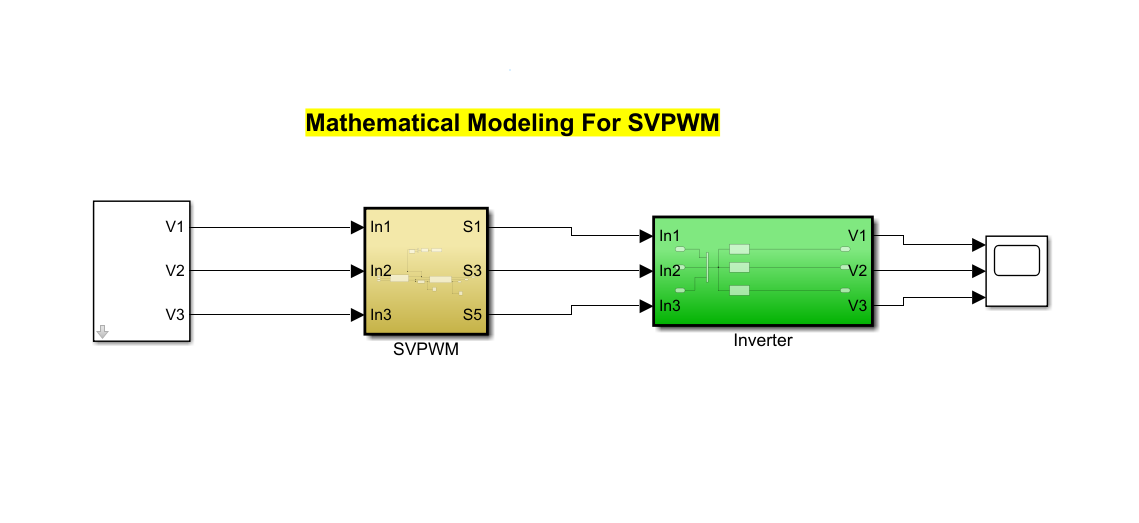 Mathematical Modeling For SVPWM
V1
V2
V3
In1
In2
In3
S1
S3
S5
SVPWM
In1
In2
In3
V1
V2
V3
Inverter